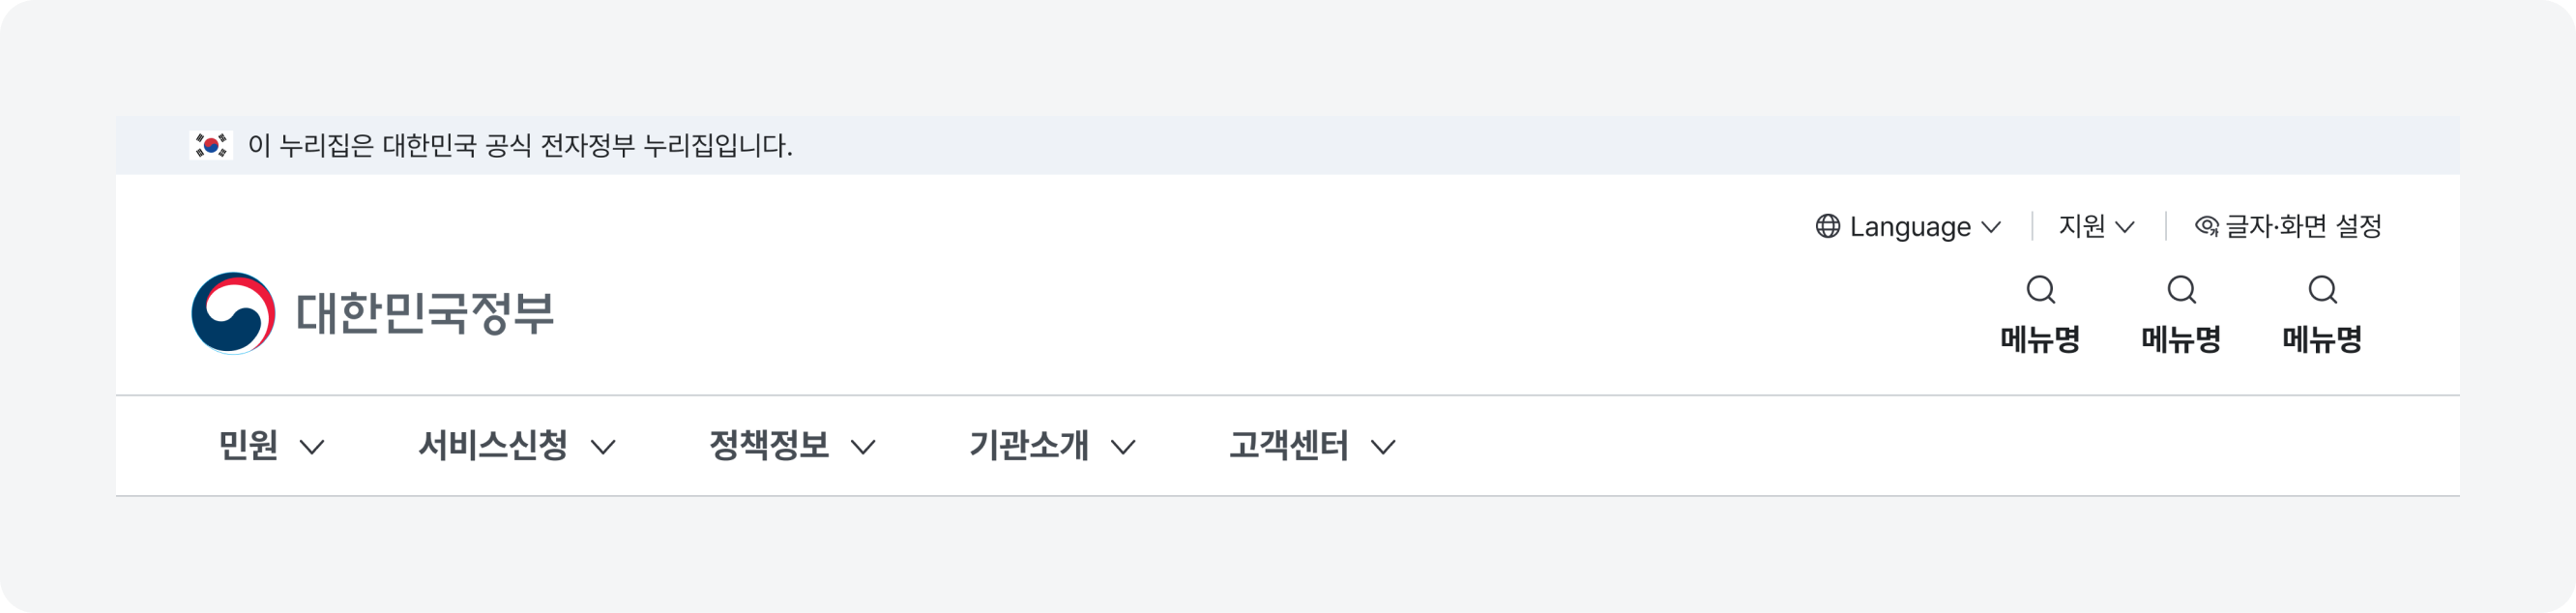 이 누리집은 대한민국 공식 전자정부 누리집입니다.
Language 지원 글자·화면 설정
대한민국정부
메뉴명 메뉴명 메뉴명
민원 서비스신청 정책정보 기관소개 고객센터